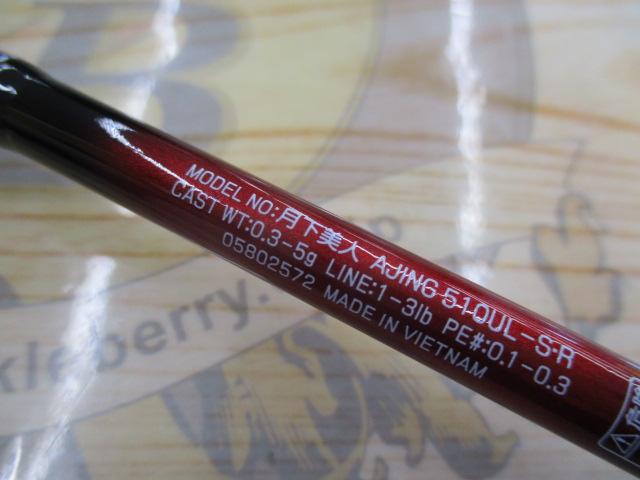 MODEL NO:月下美人 AJING 510UL-S・R
CAST WT:0.3-5g LINE:1-3lb PE#:0.1-0.3
05802572 MADE IN VIETNAM
B
kleberry.